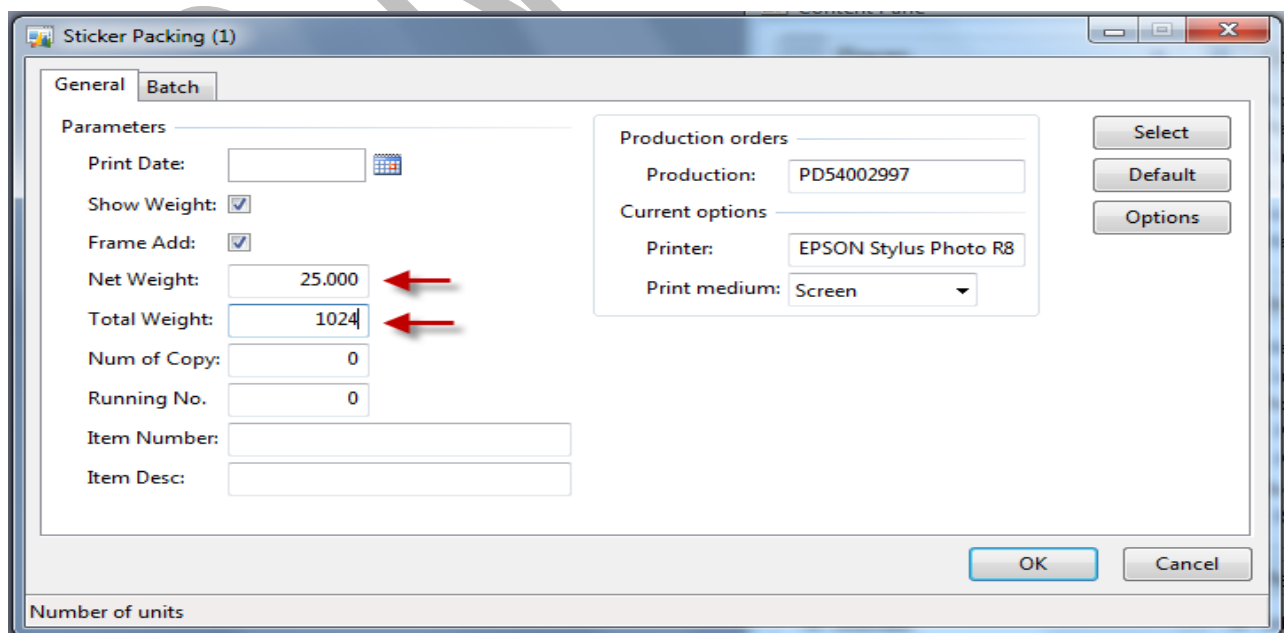 Content Pane
Sticker Packing (1)
General Batch
Parameters
Print Date:
Show Weight:
Frame Add:
Net Weight: 25.000
Total Weight: 1024
Num of Copy: 0
Running No. 0
Item Number:
Item Desc:
Production orders
Production: PD54002997
Current options
Printer: EPSON Stylus Photo R8
Print medium: Screen
Select
Default
Options
OK Cancel
Number of units